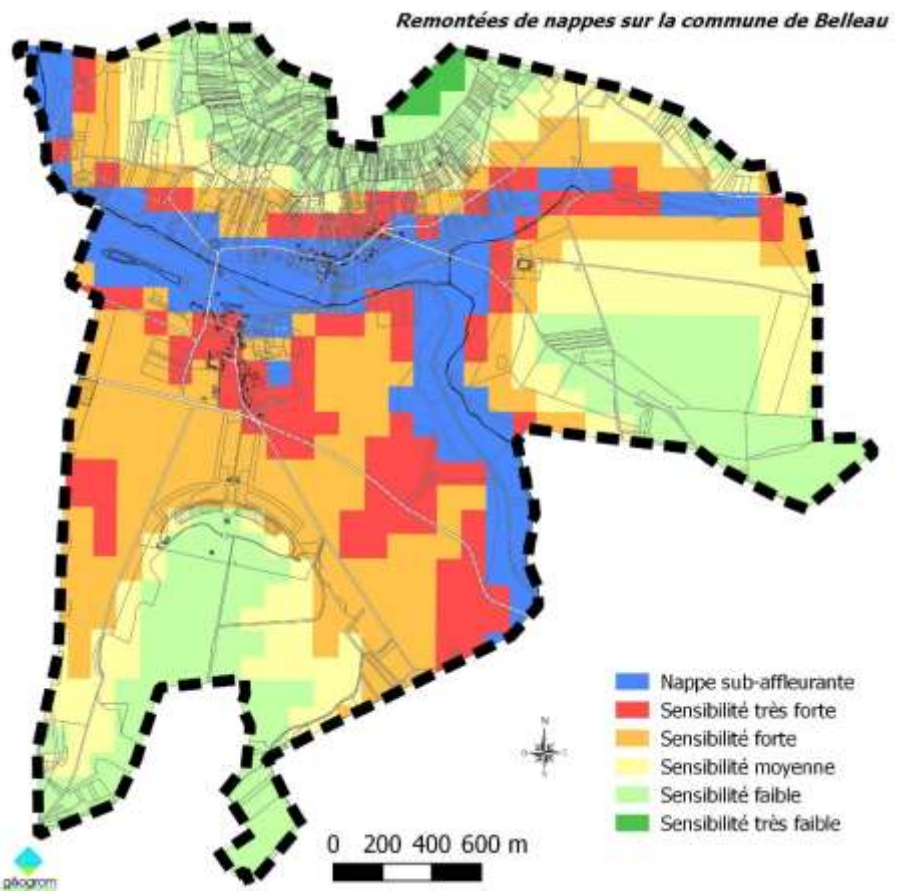 Remontées de nappes sur la commune de Belleau
Nappe sub-affleurante
Sensibilité très forte
Sensibilité forte
Sensibilité moyenne
Sensibilité faible
Sensibilité très faible
N
0 200 400 600 m
géogram